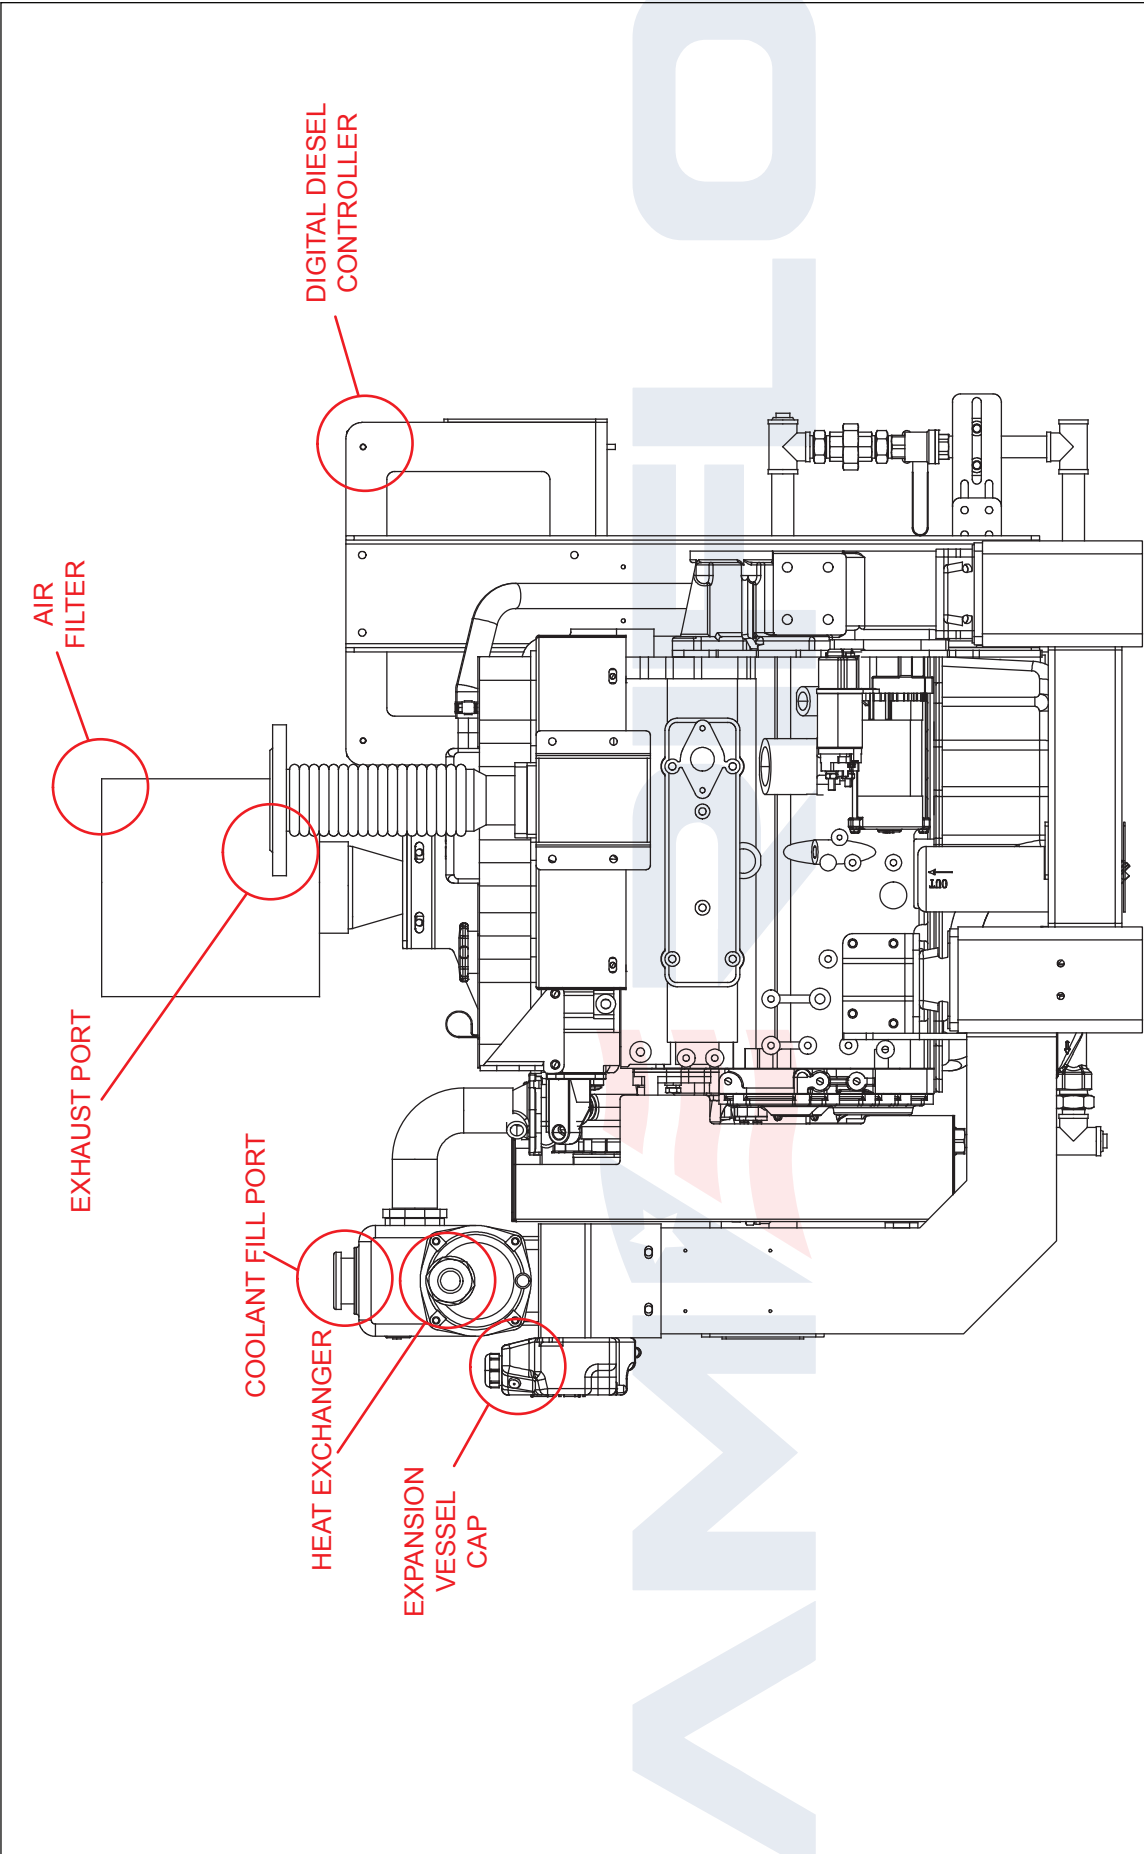 AIR
FILTER
EXHAUST PORT
COOLANT FILL PORT
DIGITAL DIESEL
CONTROLLER
HEAT EXCHANGER
EXPANSION
VESSEL
CAP
OUT